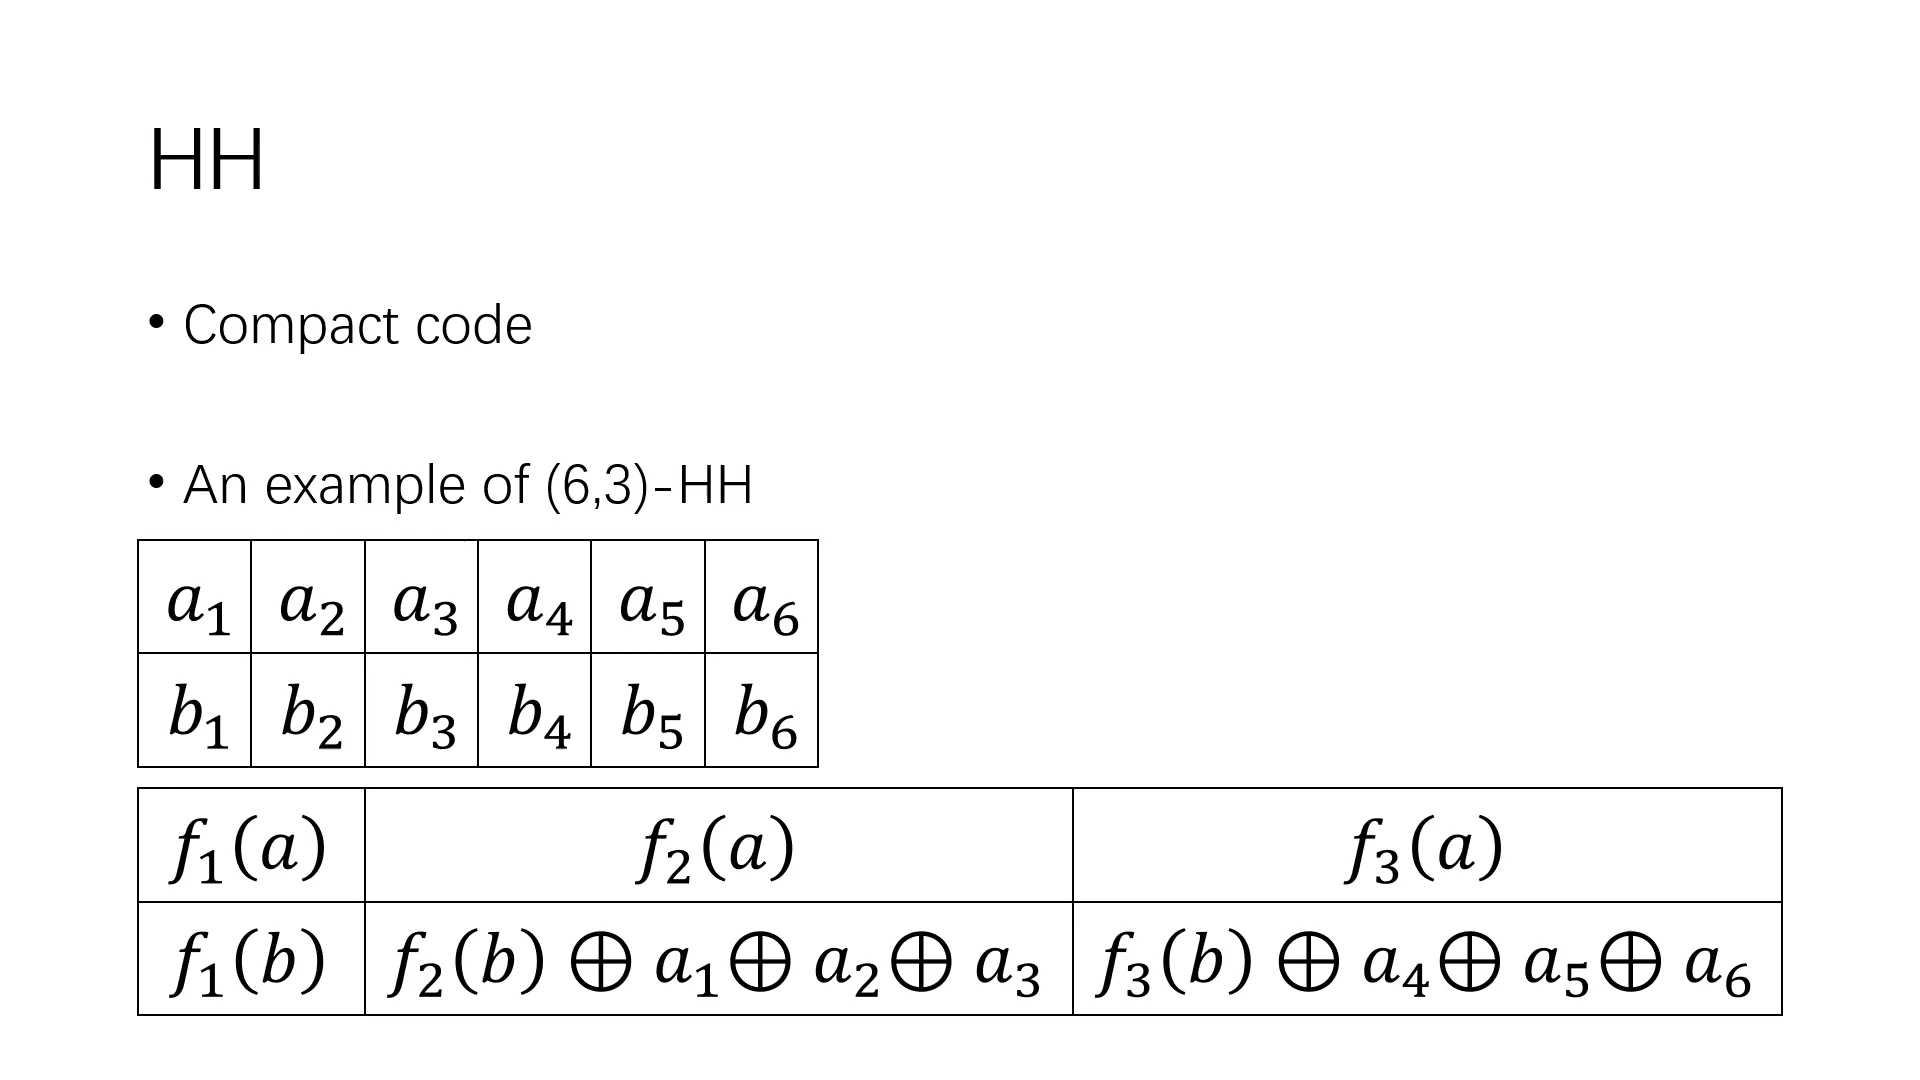 HH
• Compact code
• An example of (6,3)-HH
a₁ a₂ a₃ a₄ a₅ a₆
b₁ b₂ b₃ b₄ b₅ b₆
f₁(a) f₂(a) f₃(a)
f₁(b) f₂(b) ⊕ a₁ ⊕ a₂ ⊕ a₃ f₃(b) ⊕ a₄ ⊕ a₅ ⊕ a₆